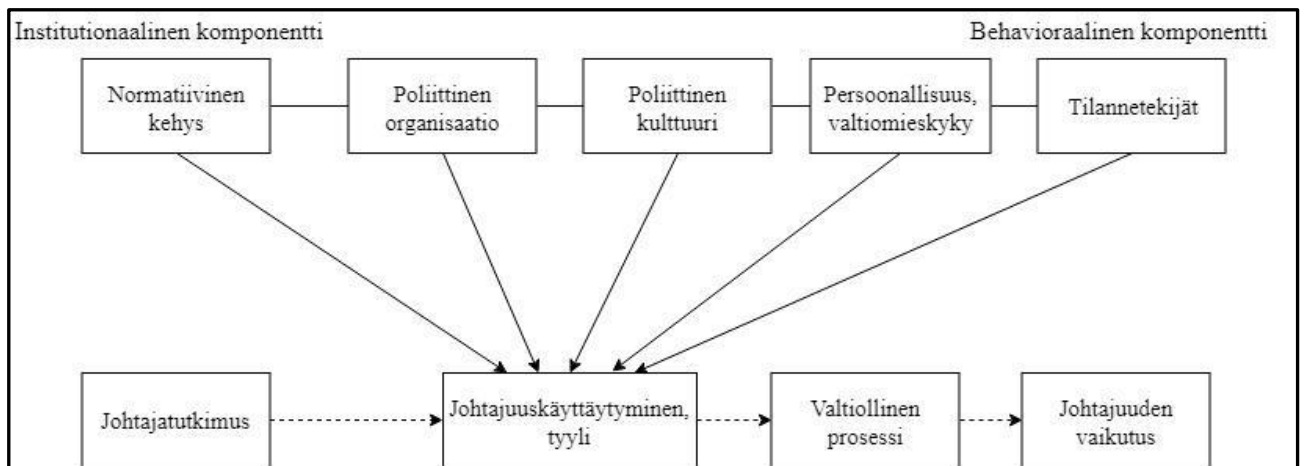 Institutionaalinen komponentti
Behavioraalinen komponentti
Normatiivinen
kehys
Poliittinen
organisaatio
Poliittinen
kulttuuri
Persoonallisuus,
valtiomieskyky
Tilannetekijät
Johtajatutkimus
Johtajuuskäyttäytyminen,
tyyli
Valtiollinen
prosessi
Johtajuuden
vaikutus